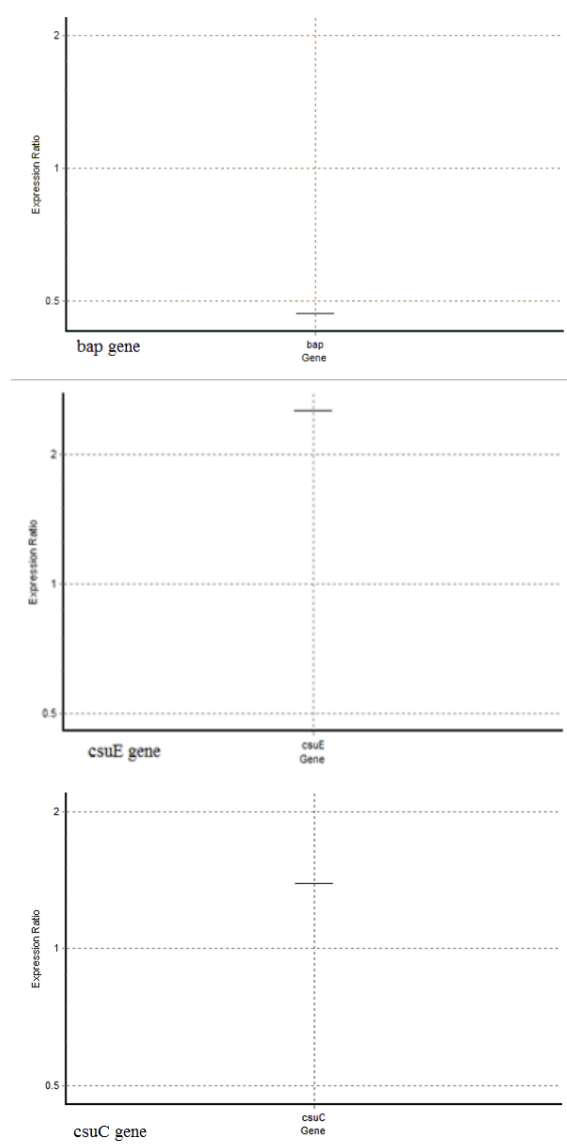 2
1
0.5
Expression Ratio
bap
Gene
bap gene
2
1
0.5
Expression Ratio
csuE
Gene
csuE gene
2
1
0.5
Expression Ratio
csuC
Gene
csuC gene